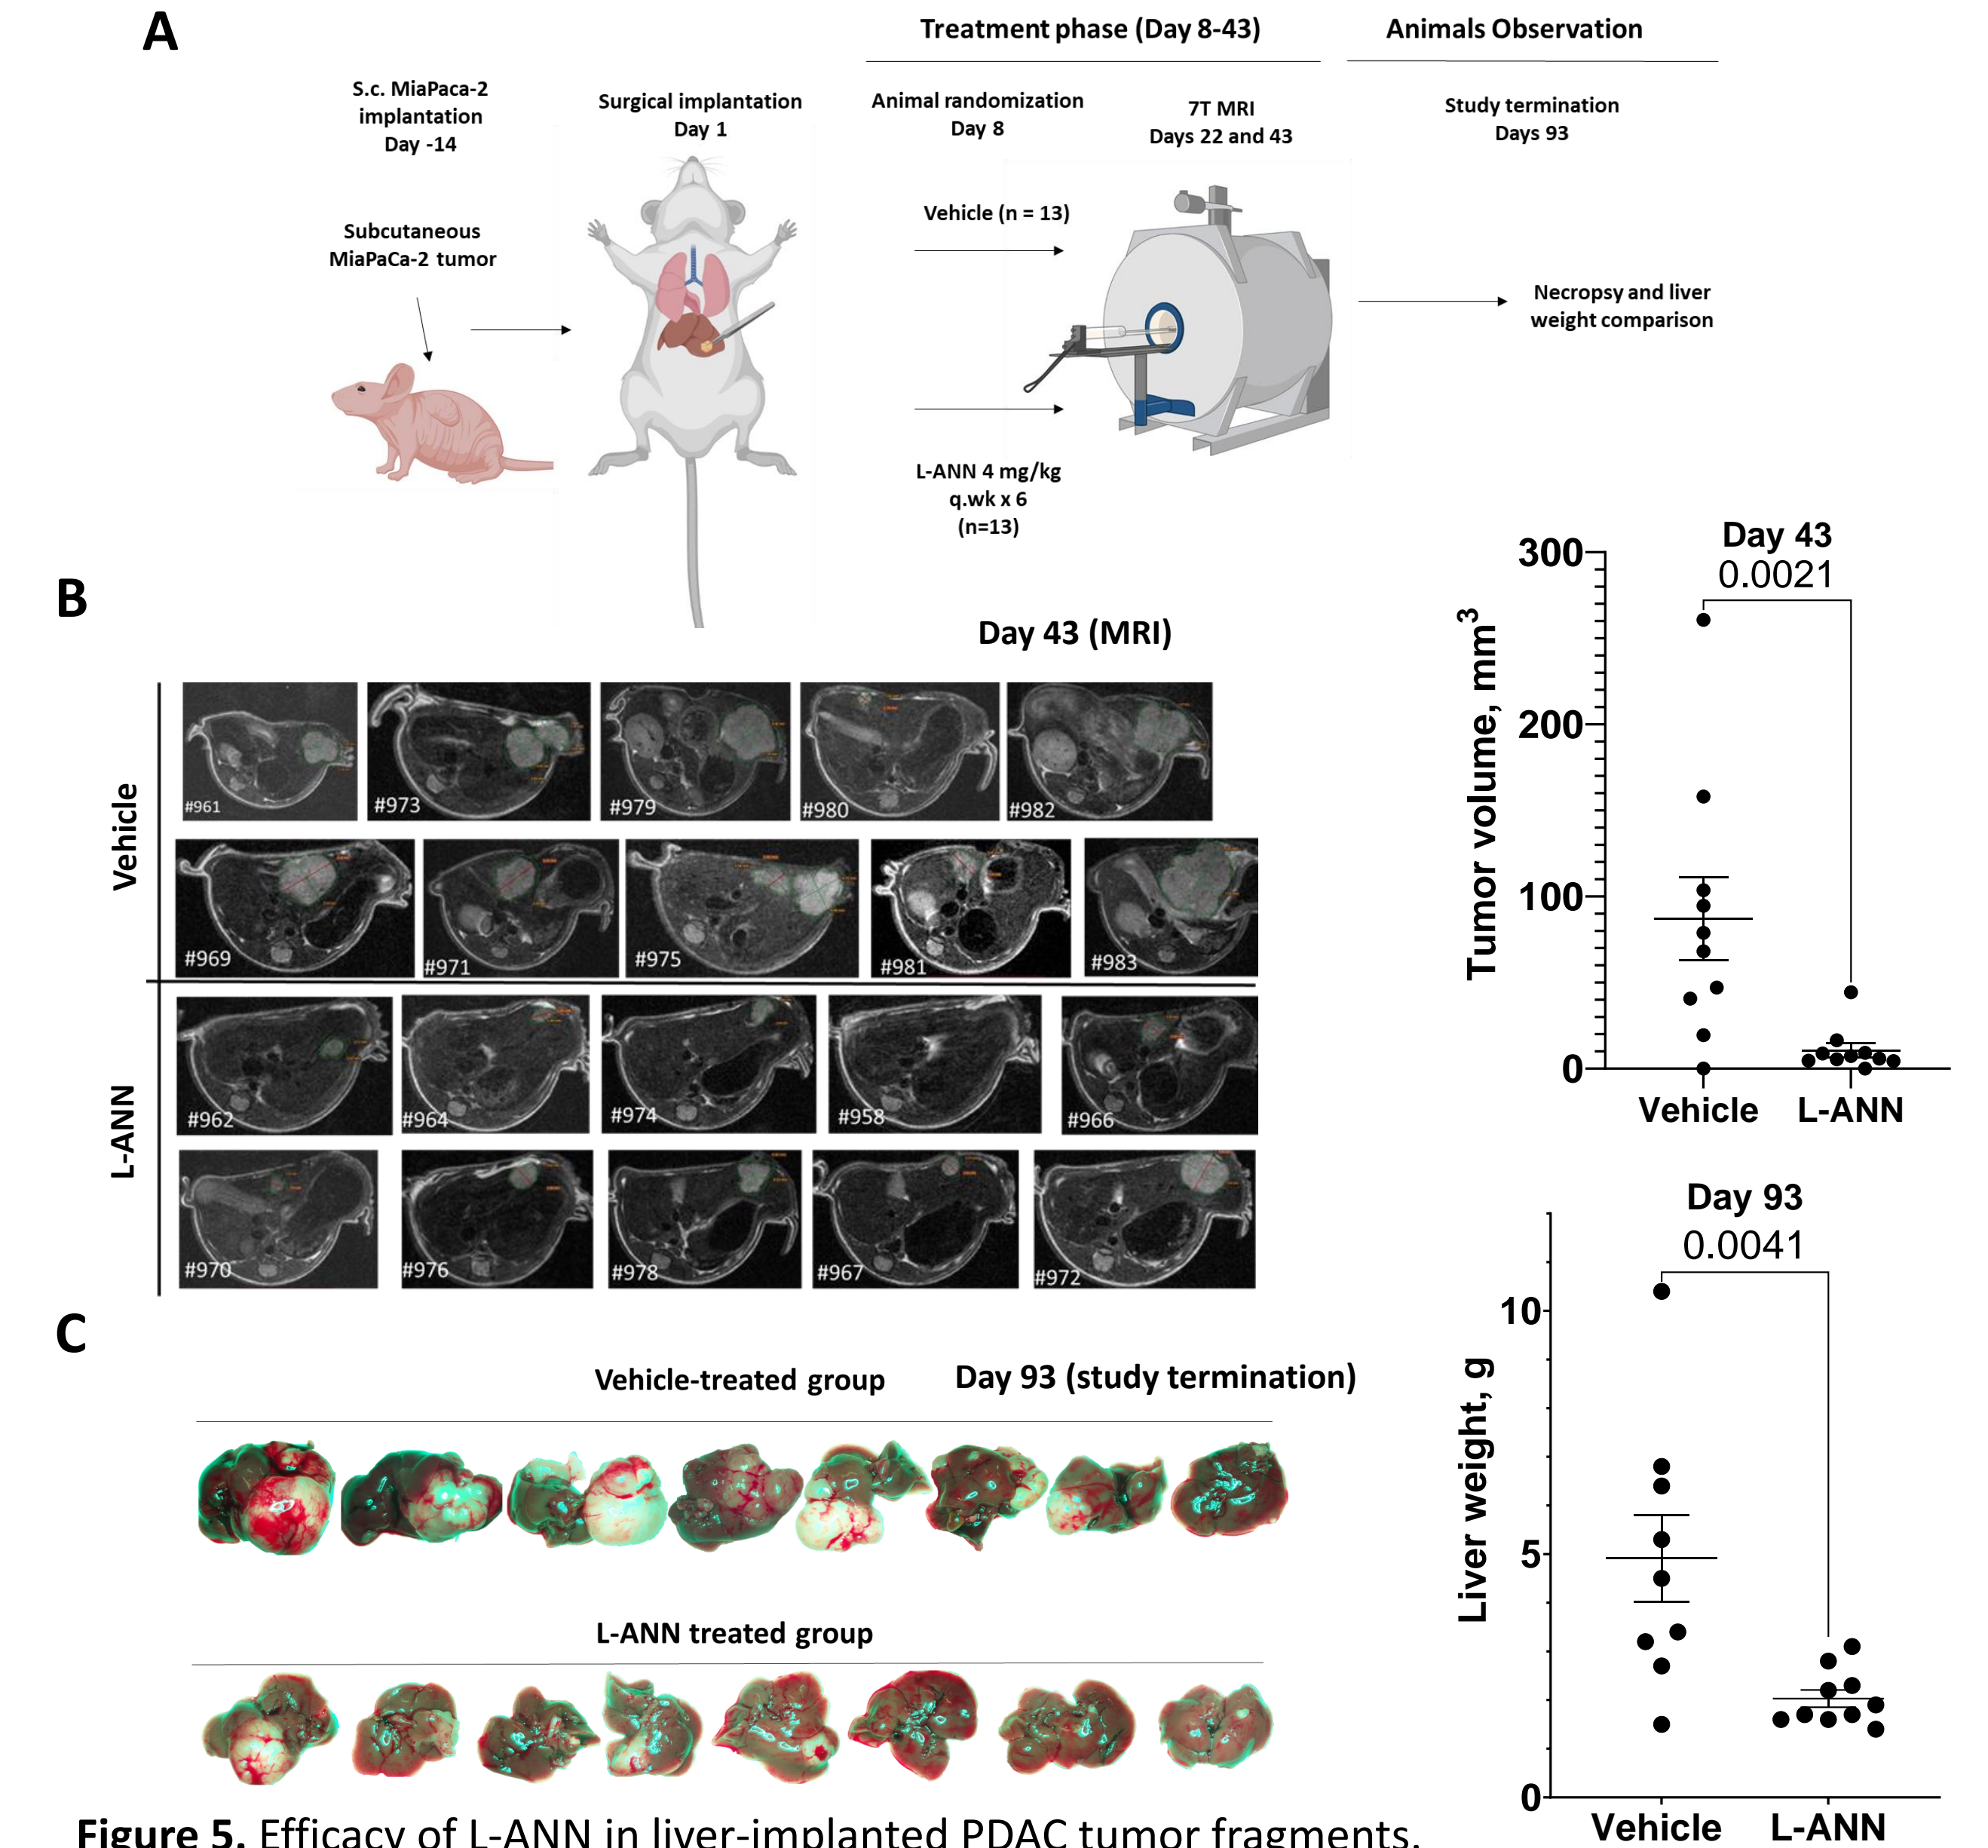 A
Treatment phase (Day 8-43)
Animals Observation
S.c. MiaPaca-2
implantation
Day -14
Surgical implantation
Day 1
Animal randomization
Day 8
7T MRI
Days 22 and 43
Study termination
Days 93
Subcutaneous
MiaPaCa-2 tumor
Vehicle (n = 13)
L-ANN 4 mg/kg
q.wk x 6
(n=13)
Necropsy and liver
weight comparison
B
Day 43 (MRI)
Vehicle
#961
#973
#979
#980
#982
#969
#971
#975
#981
#983
L-ANN
#962
#964
#974
#958
#966
#970
#976
#978
#967
#972
Day 43
0.0021
Tumor volume, mm3
300
200
100
0
Vehicle L-ANN
C
Vehicle-treated group
Day 93 (study termination)
L-ANN treated group
Day 93
0.0041
Liver weight, g
10
5
0
Vehicle L-ANN
Figure 5. Efficacy of L-ANN in liver-implanted PDAC tumor fragments.